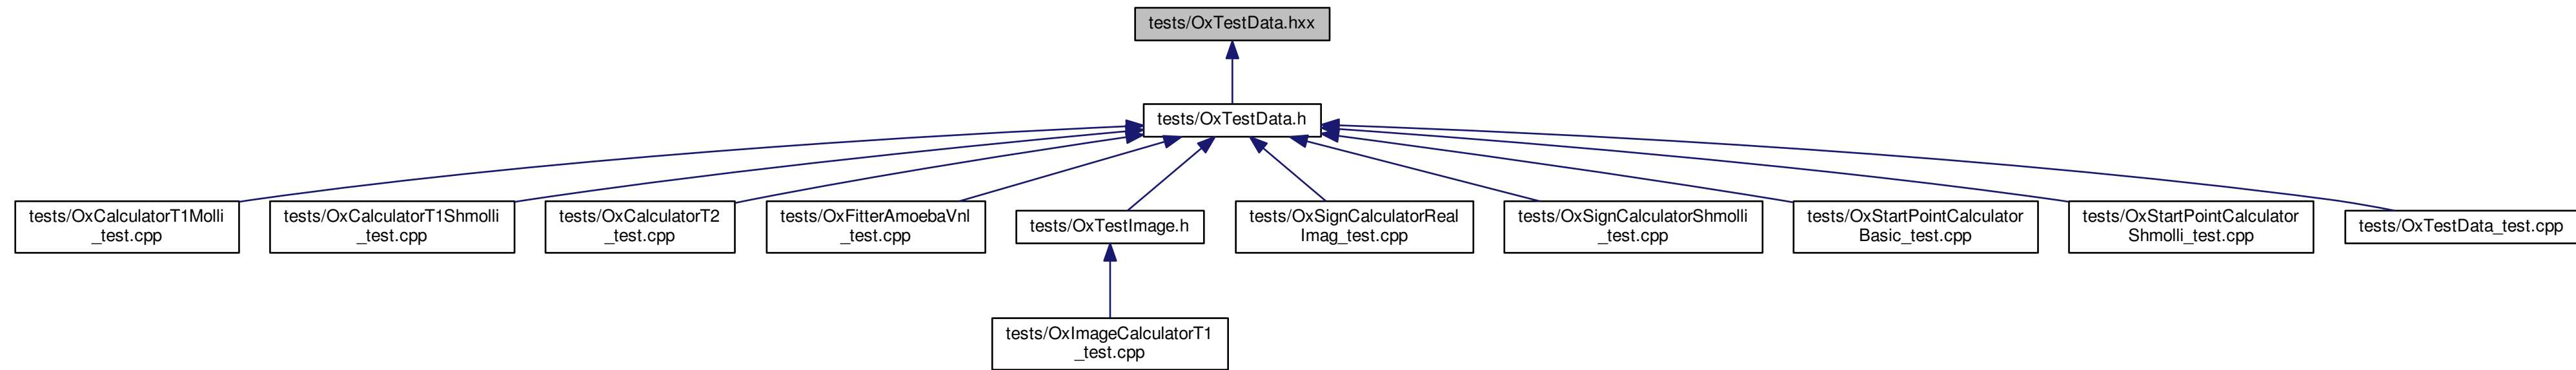 tests/OxTestData.hxx
tests/OxTestData.h
tests/OxCalculatorT1Molli
_test.cpp
tests/OxCalculatorT1Shmolli
_test.cpp
tests/OxCalculatorT2
_test.cpp
tests/OxFitterAmoebaVnl
_test.cpp
tests/OxTestImage.h
tests/OxSignCalculatorReal
Imag_test.cpp
tests/OxSignCalculatorShmolli
_test.cpp
tests/OxStartPointCalculator
Basic_test.cpp
tests/OxStartPointCalculator
Shmolli_test.cpp
tests/OxTestData_test.cpp
tests/OxImageCalculatorT1
_test.cpp